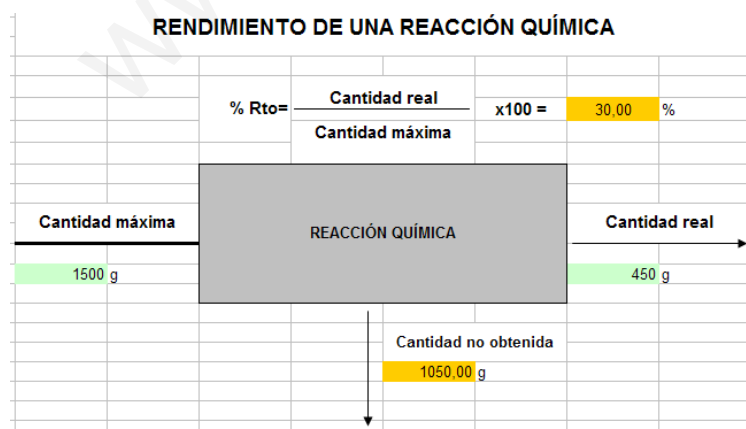 RENDIMIENTO DE UNA REACCIÓN QUÍMICA
% Rto= Cantidad real x100 = 30,00 %
Cantidad máxima
Cantidad máxima REACCIÓN QUÍMICA Cantidad real
1500 g 450 g
Cantidad no obtenida
1050,00 g